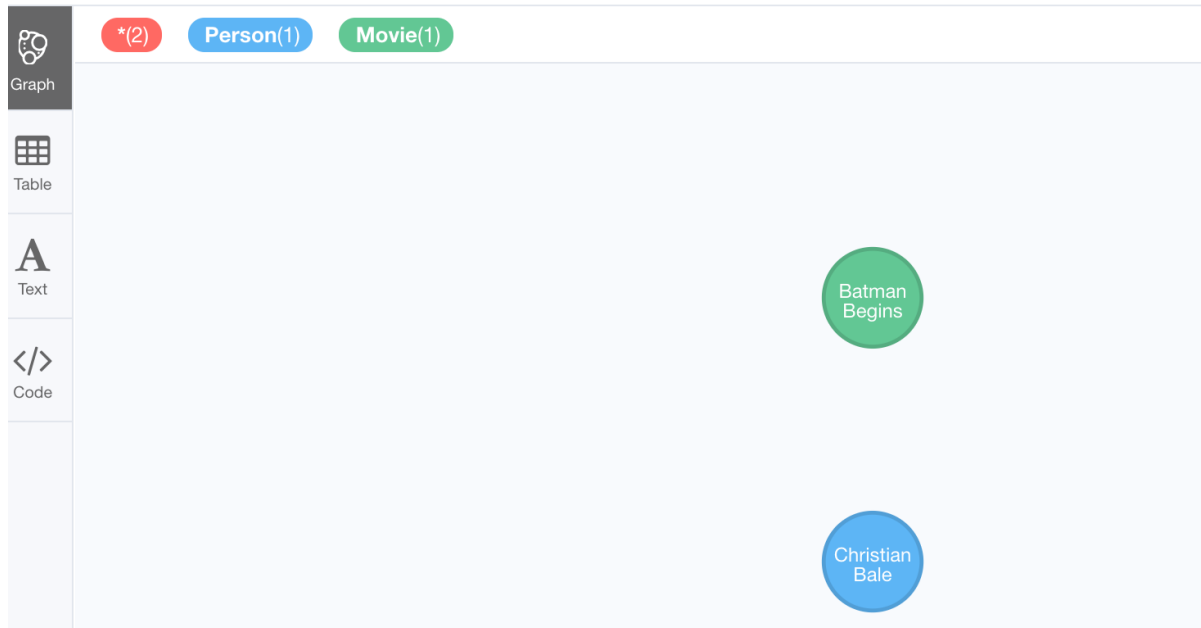 *(2) Person(1) Movie(1)
Graph
Table
A
Text
</>
Code
Batman
Begins
Christian
Bale